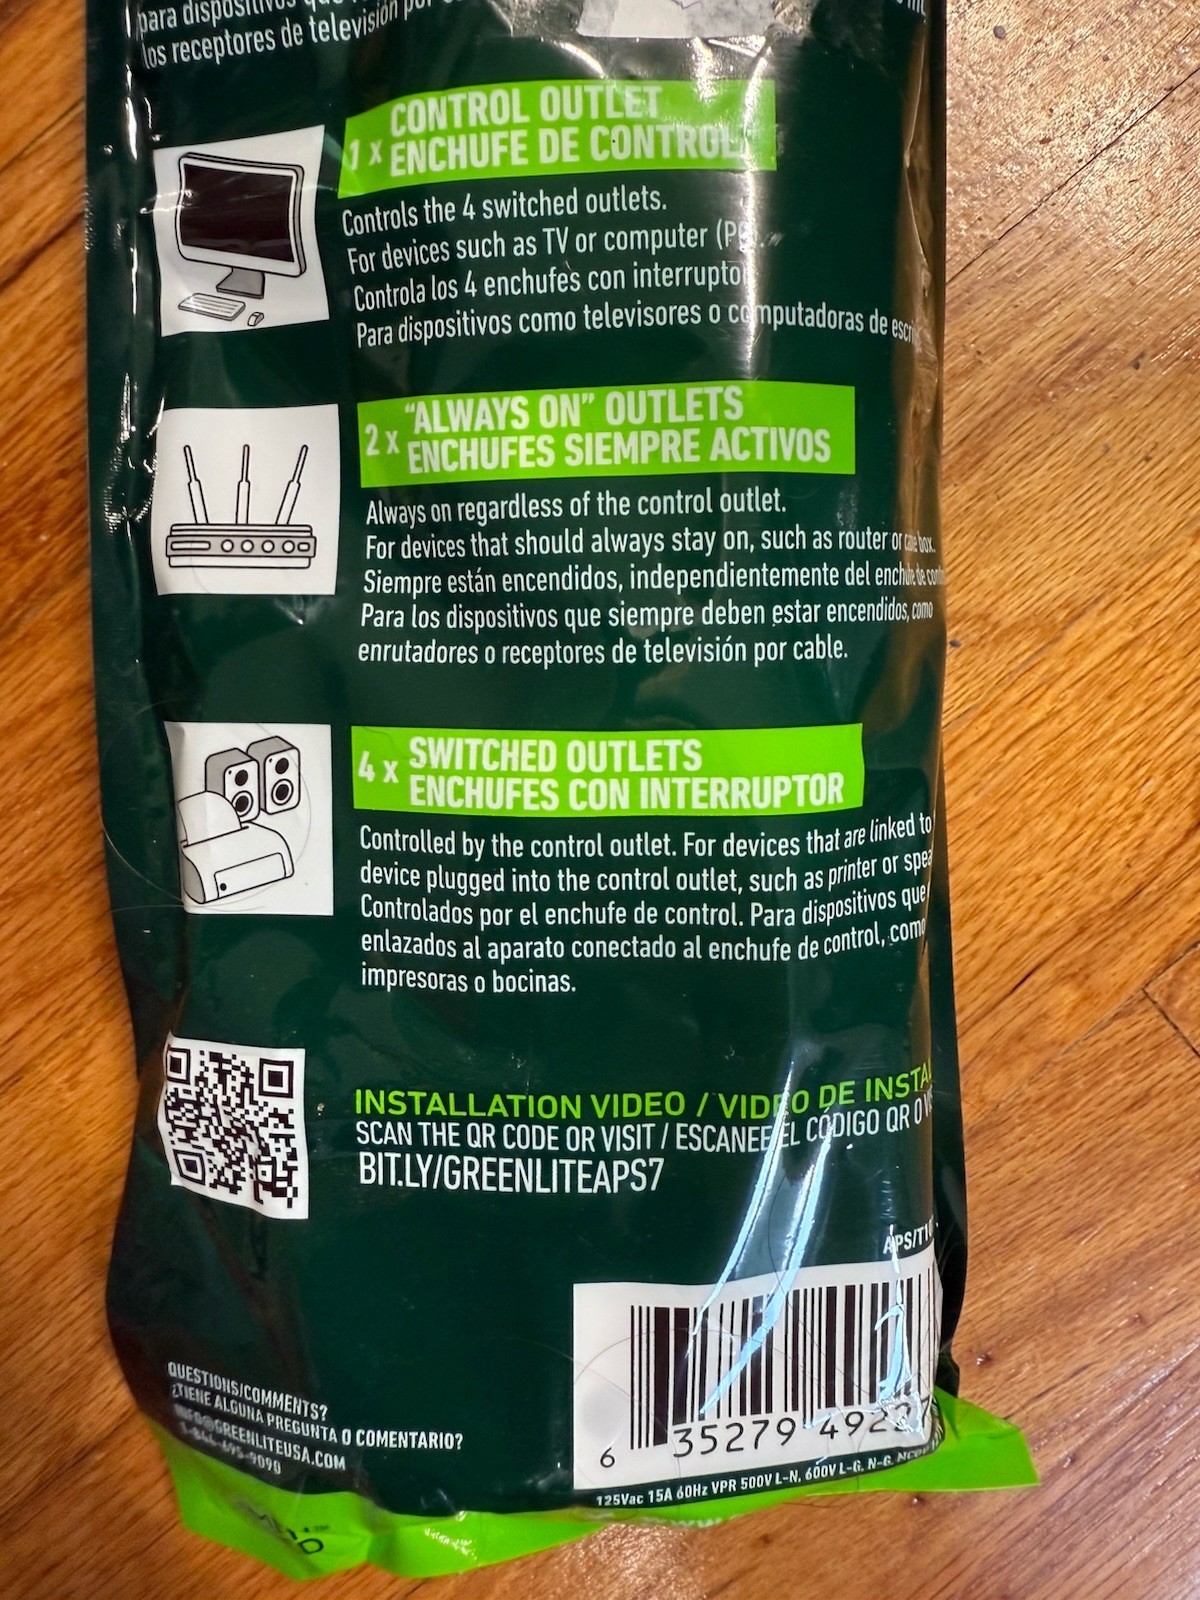 para dispositivos
los receptores de televisión
CONTROL OUTLET
1 x ENCHUFE DE CONTROL
Controls the 4 switched outlets.
For devices such as TV or computer
Controla los 4 enchufes con
Para dispositivos como televisores o computadoras de
"ALWAYS ON" OUTLETS
2 x ENCHUFES SIEMPRE ACTIVOS
Always on regardless of the control outlet.
For devices that should always stay on, such as router or box.
Siempre están encendidos, independientemente del enchufe de
Para los dispositivos que siempre deben estar encendidos, como
enrutadores o receptores de televisión por cable.
SWITCHED OUTLETS
4 x ENCHUFES CON INTERRUPTOR
Controlled by the control outlet. For devices that are linked to
device plugged into the control outlet, such as printer or
Controlados por el enchufe de control. Para dispositivos que
enlazados al aparato conectado al enchufe de control, como
impresoras o bocinas.
INSTALLATION VIDEO / VIDEO DE
SCAN THE QR CODE OR VISIT / ESCANEE EL CÓDIGO QR O
BIT.LY/GREENLITEAPS7
QUESTIONS/COMMENTS?
¿TIENE ALGUNA PREGUNTA O COMENTARIO?
INFO@GREENLITEUSA.COM
6 35279
125Vac 15A 60Hz VPR 500V L-N, 600V L-G, N-G,